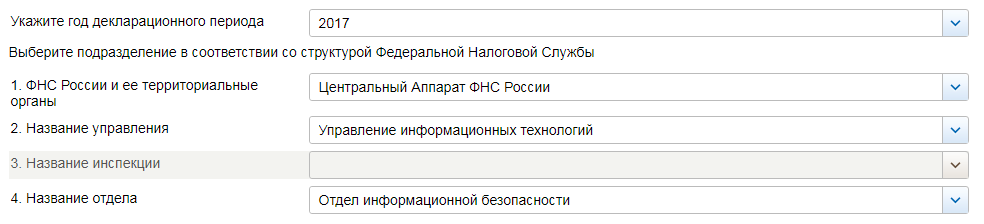 Укажите год декларационного периода
2017
Выберите подразделение в соответствии со структурой Федеральной Налоговой Службы
1. ФНС России и ее территориальные
органы
Центральный Аппарат ФНС России
2. Название управления
Управление информационных технологий
3. Название инспекции
4. Название отдела
Отдел информационной безопасности